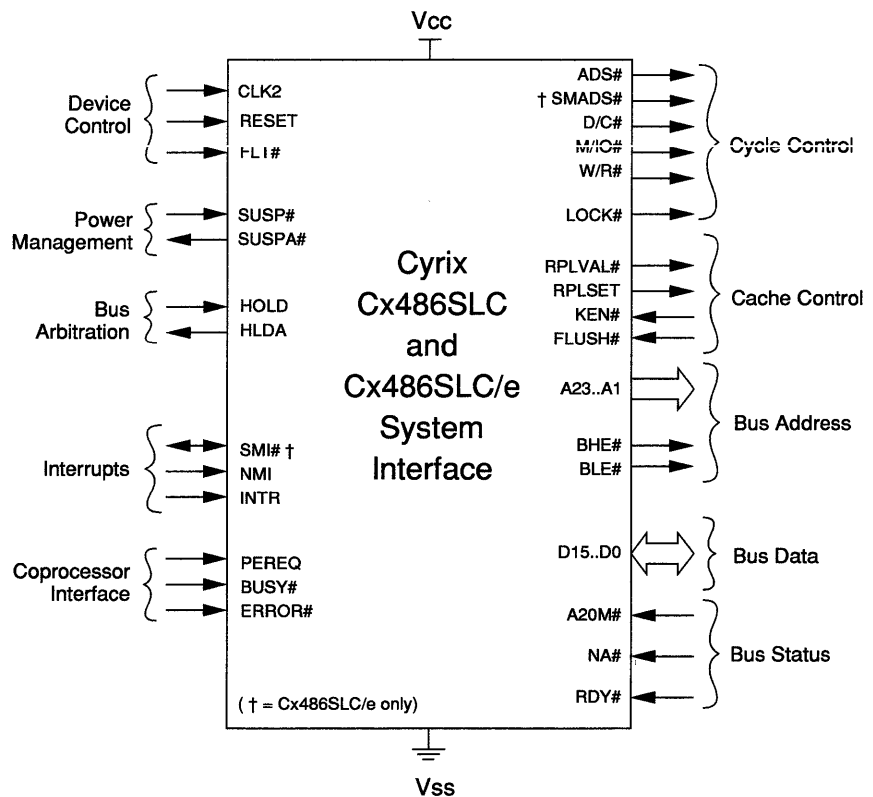 Vcc
Device
Control
CLK2
RESET
FLT#
Power
Management
SUSP#
SUSPA#
Bus
Arbitration
HOLD
HLDA
Interrupts
SMI# †
NMI
INTR
Coprocessor
Interface
PEREQ
BUSY#
ERROR#
Cyrix
Cx486SLC
and
Cx486SLC/e
System
Interface
( † = Cx486SLC/e only)
ADS#
† SMADS#
D/C#
M/IO#
W/R#
LOCK#
Cycle Control
RPLVAL#
RPLSET
KEN#
FLUSH#
Cache Control
A23..A1
BHE#
BLE#
Bus Address
D15..D0
Bus Data
A20M#
NA#
RDY#
Bus Status
Vss